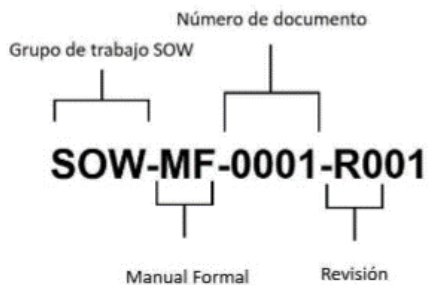 Número de documento
Grupo de trabajo SOW
SOW-MF-0001-R001
Manual Formal
Revisión